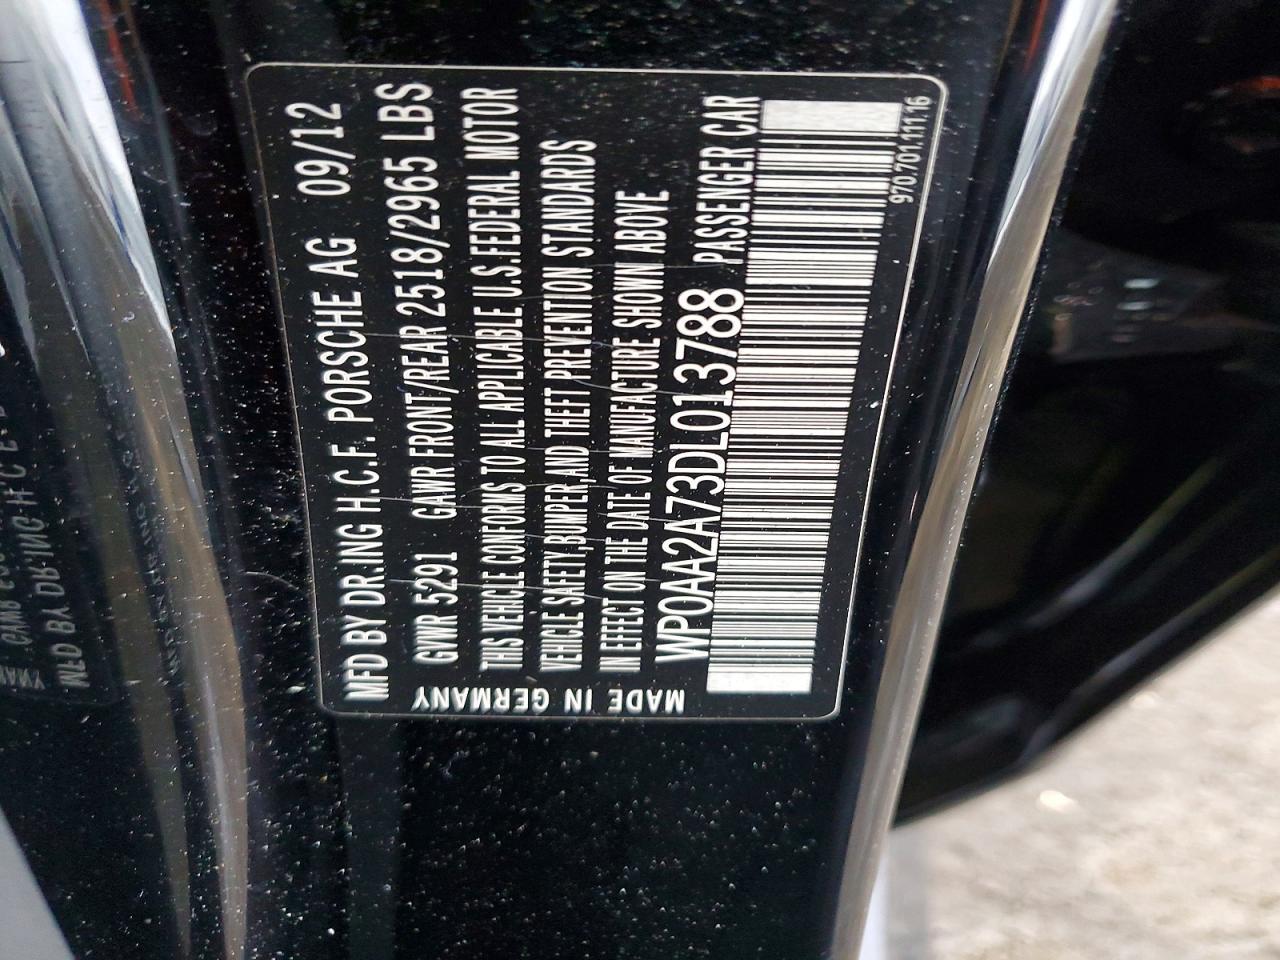 MFD BY DR.ING H.C.F. PORSCHE AG 09/12
GVWR 5291 GAWR FRONT/REAR 2518/2965 LBS
THIS VEHICLE CONFORMS TO ALL APPLICABLE U.S.FEDERAL MOTOR
VEHICLE SAFETY,BUMPER,AND THEFT PREVENTION STANDARDS
IN EFFECT ON THE DATE OF MANUFACTURE SHOWN ABOVE
WP0AA2A73DL013788 PASSENGER CAR
970.701.111.16
MADE IN GERMANY